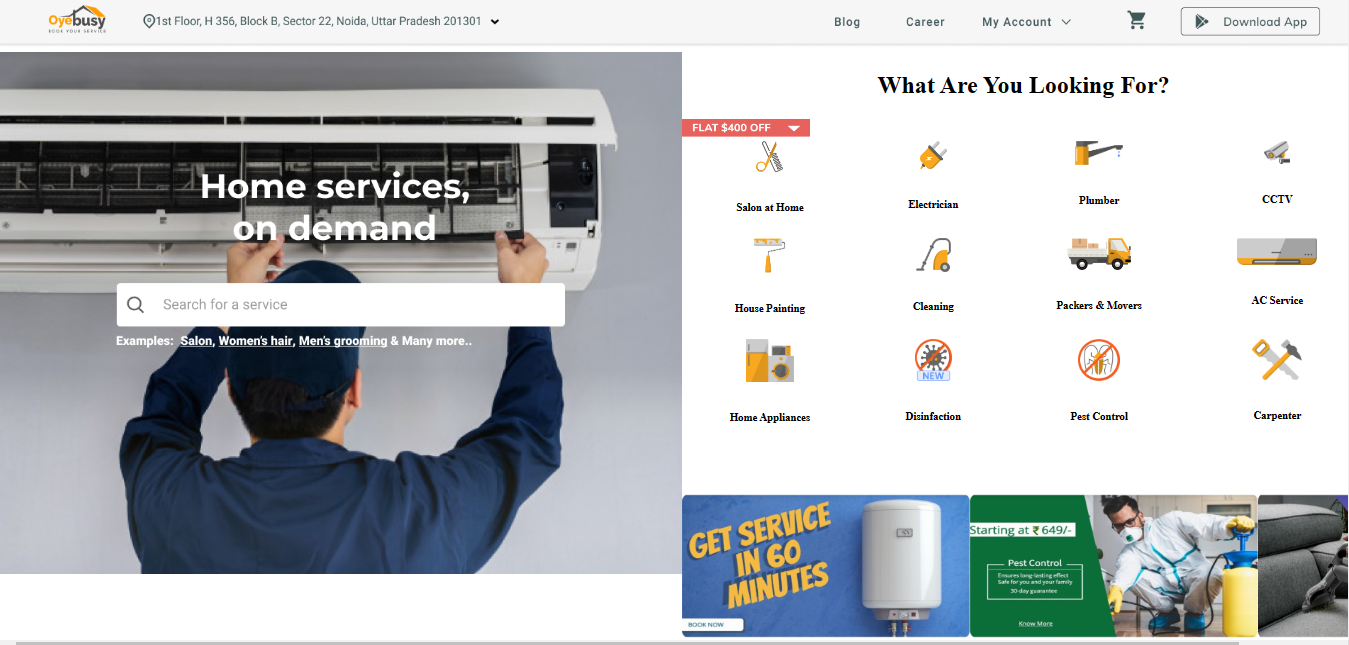 Oyebusy
BOOK YOUR SERVICE
1st Floor, H 356, Block B, Sector 22, Noida, Uttar Pradesh 201301
Blog
Career
My Account
Download App
Home services,
on demand
Search for a service
Examples: Salon, Women's hair, Men's grooming & Many more..
What Are You Looking For?
FLAT $400 OFF
Salon at Home
Electrician
Plumber
CCTV
House Painting
Cleaning
Packers & Movers
AC Service
Home Appliances
NEW
Disinfaction
Pest Control
Carpenter
GET SERVICE
IN 60
MINUTES
BOOK NOW
Starting at ₹ 649/-
Pest Control
Ensures long-lasting effect
Safe for you and your family
30-day guarantee
Know More